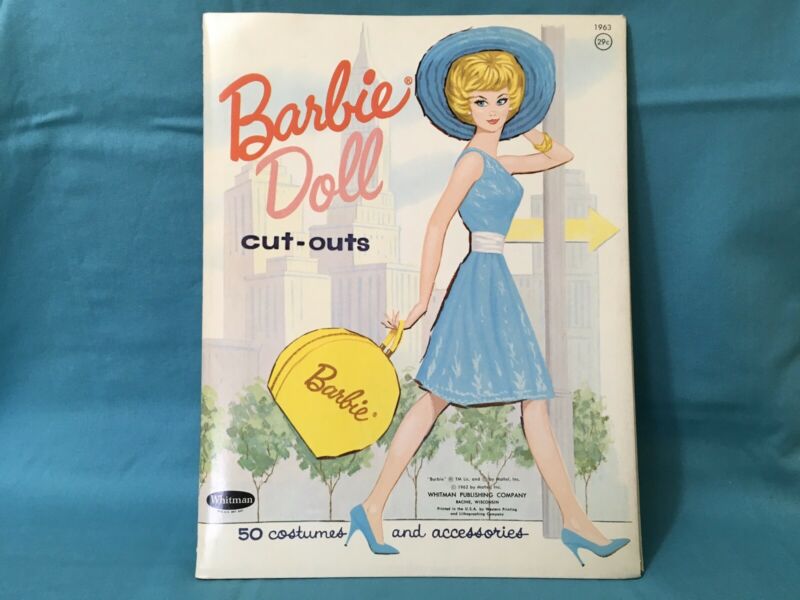 1963
29¢
Barbie®
Doll
cut-outs
Barbie®
"Barbie" ® TM Lic. and © by Mattel, Inc.
© 1962 by Mattel, Inc.
WHITMAN PUBLISHING COMPANY
RACINE, WISCONSIN
Printed in the U.S.A. by Western Printing
and Lithographing Company
Whitman
50 costumes and accessories